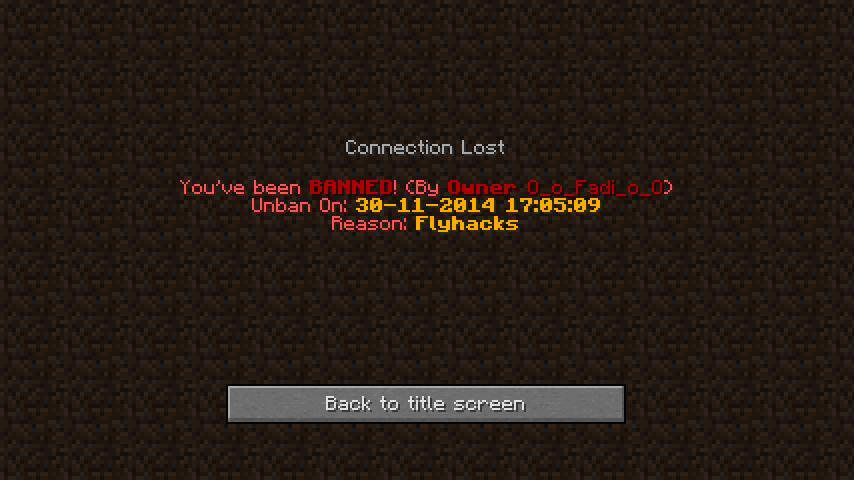 Connection Lost
You've been BANNED! (By Owner O_o_Fadi_o_O)
Unban On: 30-11-2014 17:05:09
Reason: Flyhacks
Back to title screen